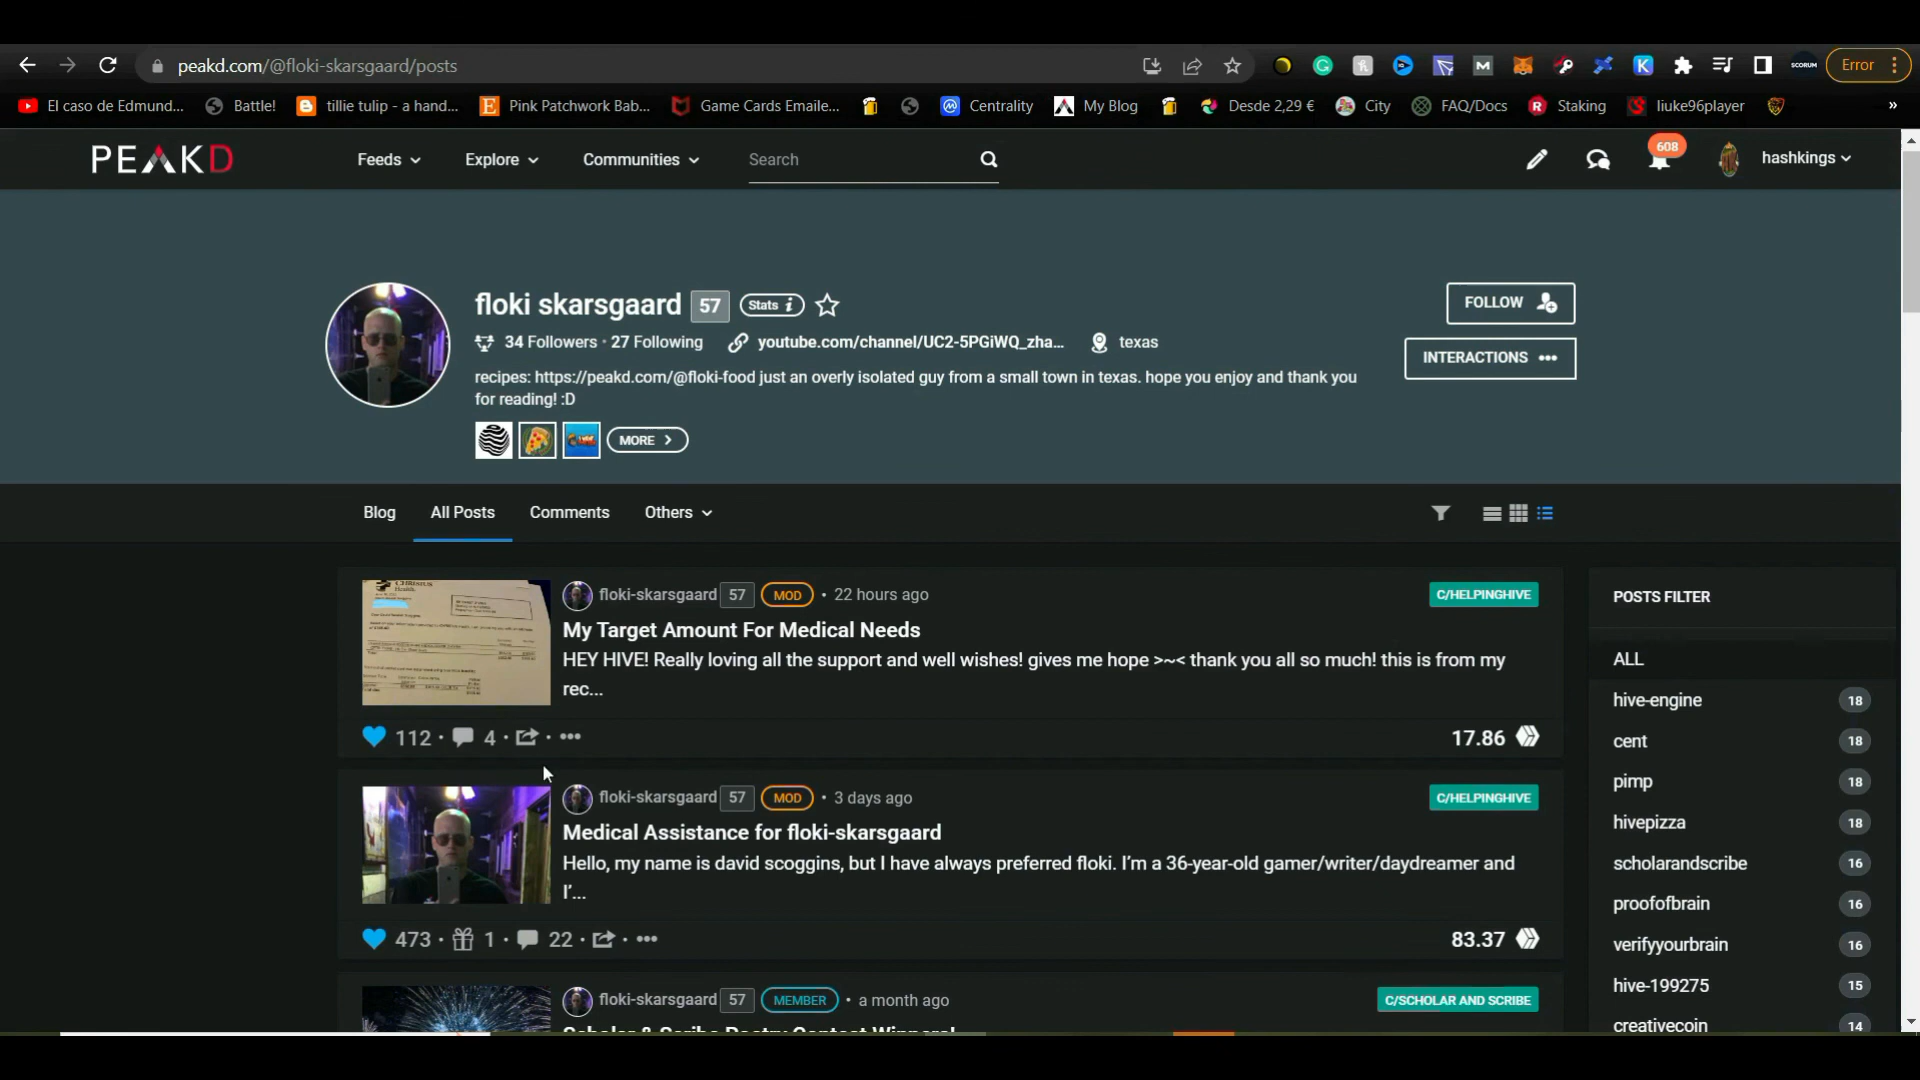 peakd.com/@floki-skarsgaard/posts
SCORUM
Error
El caso de Edmund...
Battle!
tillie tulip - a hand...
Pink Patchwork Bab...
Game Cards Emaile...
Centrality
My Blog
Desde 2,29 €
City
FAQ/Docs
Staking
liuke96player
»
PEAKD
Feeds
Explore
Communities
Search
608
hashkings
floki skarsgaard 57 Stats i
34 Followers · 27 Following
youtube.com/channel/UC2-5PGiWQ_zha...
texas
recipes: https://peakd.com/@floki-food just an overly isolated guy from a small town in texas. hope you enjoy and thank you
for reading! :D
MORE >
FOLLOW
INTERACTIONS •••
Blog
All Posts
Comments
Others
floki-skarsgaard 57 MOD • 22 hours ago
C/HELPINGHIVE
My Target Amount For Medical Needs
HEY HIVE! Really loving all the support and well wishes! gives me hope >~< thank you all so much! this is from my
rec...
112 · 4 · · •••
17.86
floki-skarsgaard 57 MOD • 3 days ago
C/HELPINGHIVE
Medical Assistance for floki-skarsgaard
Hello, my name is david scoggins, but I have always preferred floki. I'm a 36-year-old gamer/writer/daydreamer and
I'...
473 · 1 · 22 · · •••
83.37
floki-skarsgaard 57 MEMBER • a month ago
C/SCHOLAR AND SCRIBE
Scholar & Scribe Poetry Contest Winners!
POSTS FILTER
ALL
hive-engine 18
cent 18
pimp 18
hivepizza 18
scholarandscribe 16
proofofbrain 16
verifyyourbrain 16
hive-199275 15
creativecoin 14